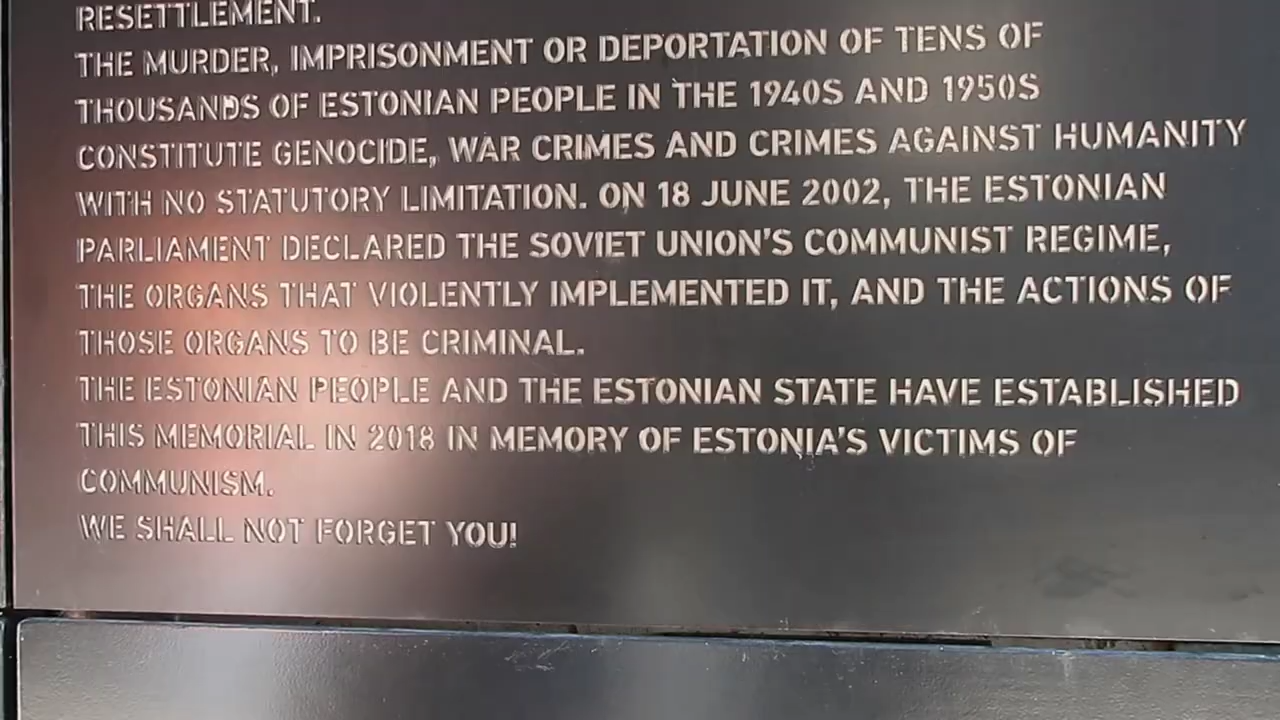 RESETTLEMENT.
THE MURDER, IMPRISONMENT OR DEPORTATION OF TENS OF
THOUSANDS OF ESTONIAN PEOPLE IN THE 1940S AND 1950S
CONSTITUTE GENOCIDE, WAR CRIMES AND CRIMES AGAINST HUMANITY
WITH NO STATUTORY LIMITATION. ON 18 JUNE 2002, THE ESTONIAN
PARLIAMENT DECLARED THE SOVIET UNION'S COMMUNIST REGIME,
THE ORGANS THAT VIOLENTLY IMPLEMENTED IT, AND THE ACTIONS OF
THOSE ORGANS TO BE CRIMINAL.
THE ESTONIAN PEOPLE AND THE ESTONIAN STATE HAVE ESTABLISHED
THIS MEMORIAL IN 2018 IN MEMORY OF ESTONIA'S VICTIMS OF
COMMUNISM.
WE SHALL NOT FORGET YOU!